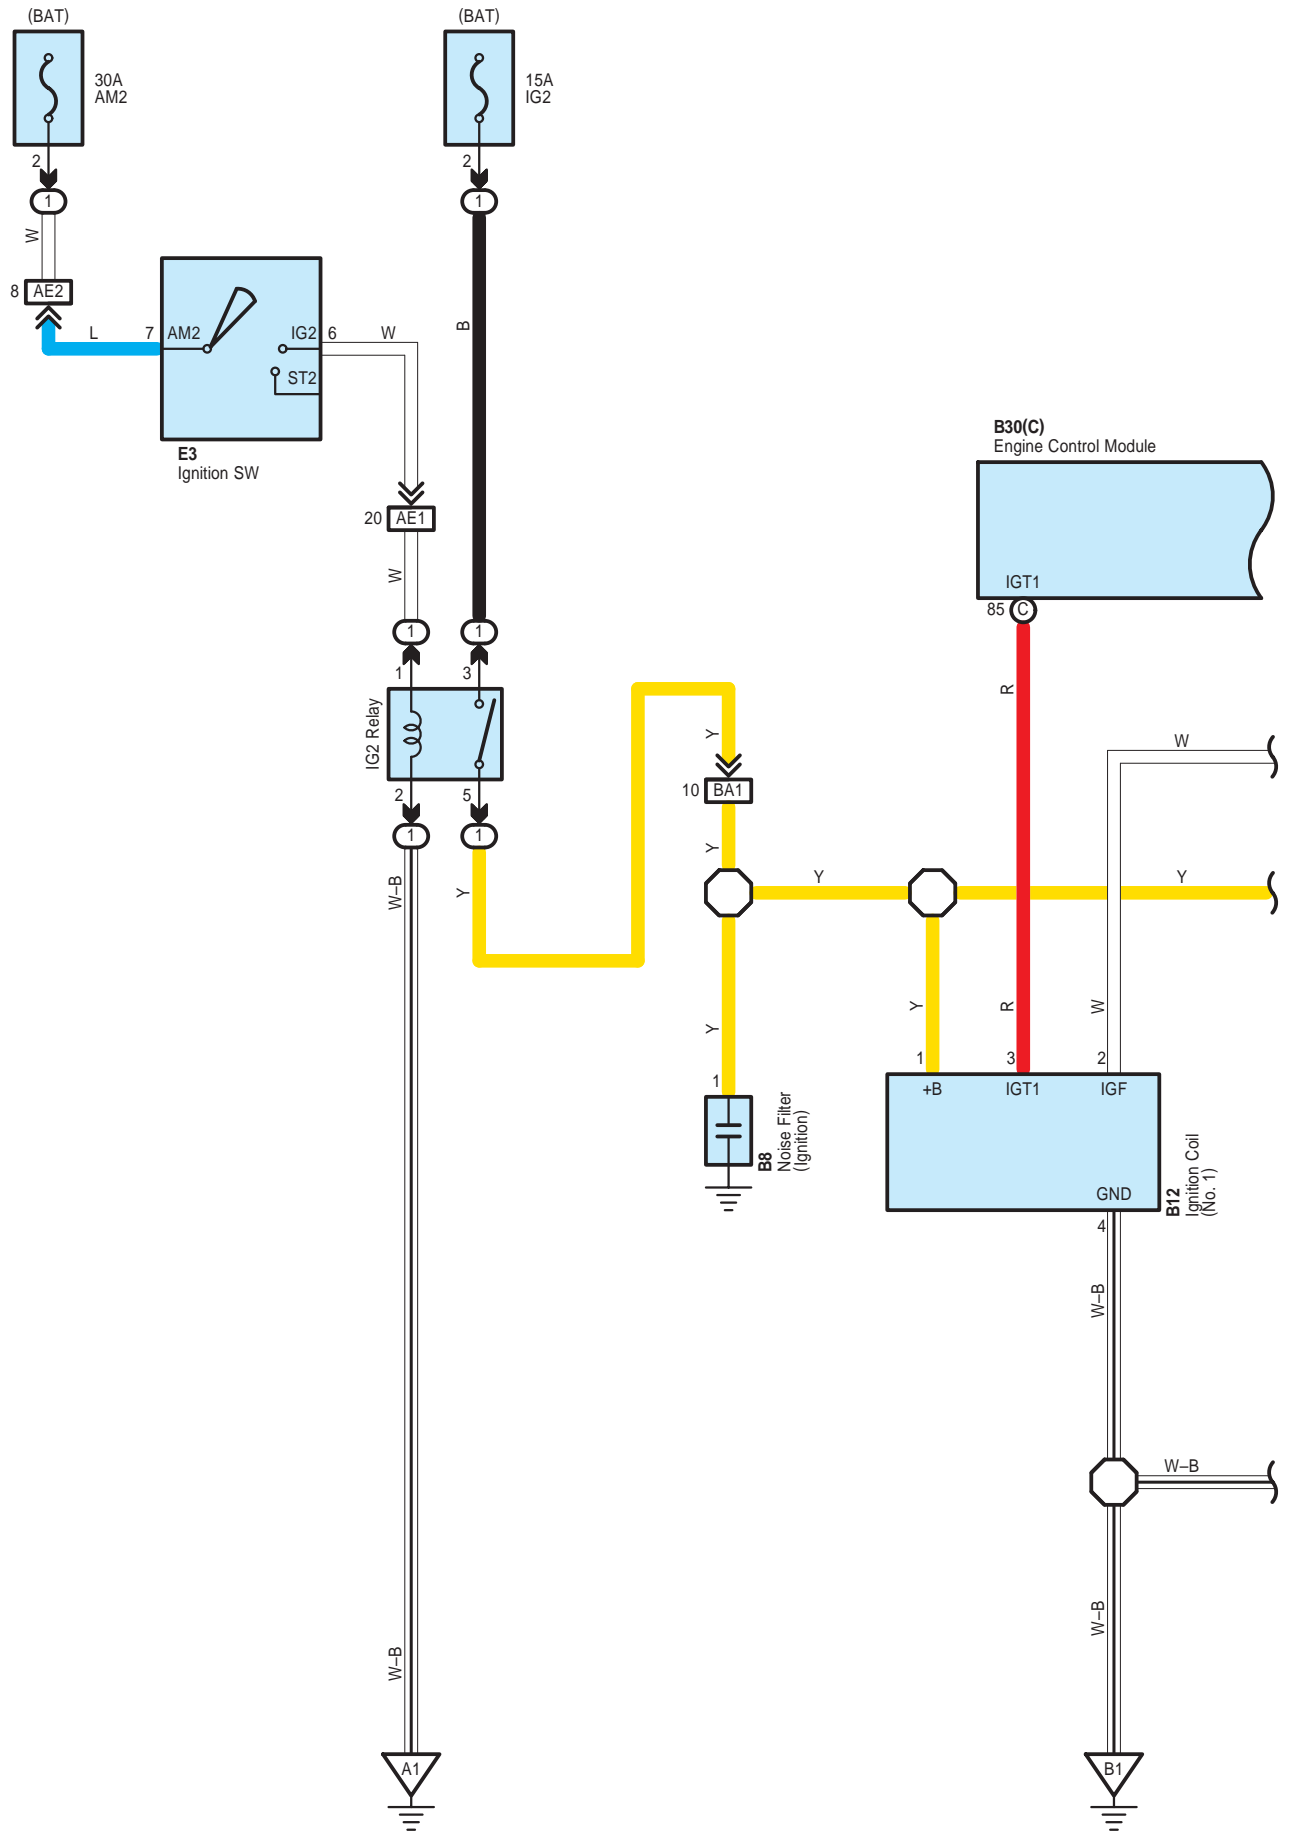 (BAT)
(BAT)
30A
AM2
15A
IG2
2
2
1
1
W
8
AE2
L
7
AM2
IG2
6
W
ST2
B
E3
Ignition SW
B30(C)
Engine Control Module
20
AE1
W
IGT1
85
C
1
1
1
3
IG2 Relay
R
Y
W
10
BA1
2
5
1
1
Y
W–B
Y
Y
Y
Y
Y
R
W
1
1
3
2
+B
IGT1
IGF
B8
Noise Filter
(Ignition)
GND
B12
Ignition Coil
(No. 1)
4
W–B
W–B
W–B
W–B
A1
B1